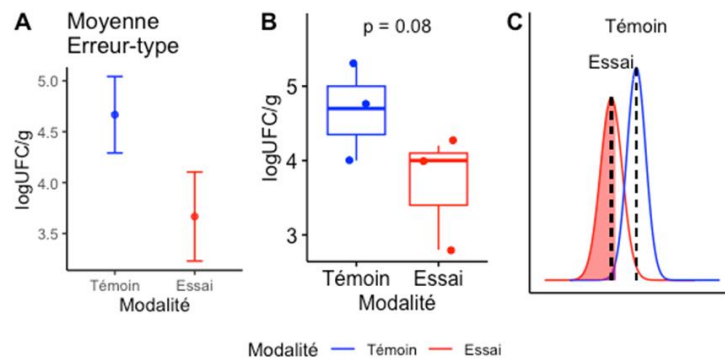 A
Moyenne
Erreur-type
logUFC/g
5.0
4.5
4.0
3.5
Témoin
Essai
Modalité
B
p = 0.08
logUFC/g
5
4
3
Témoin
Essai
Modalité
C
Témoin
Essai
Modalité
Témoin
Essai